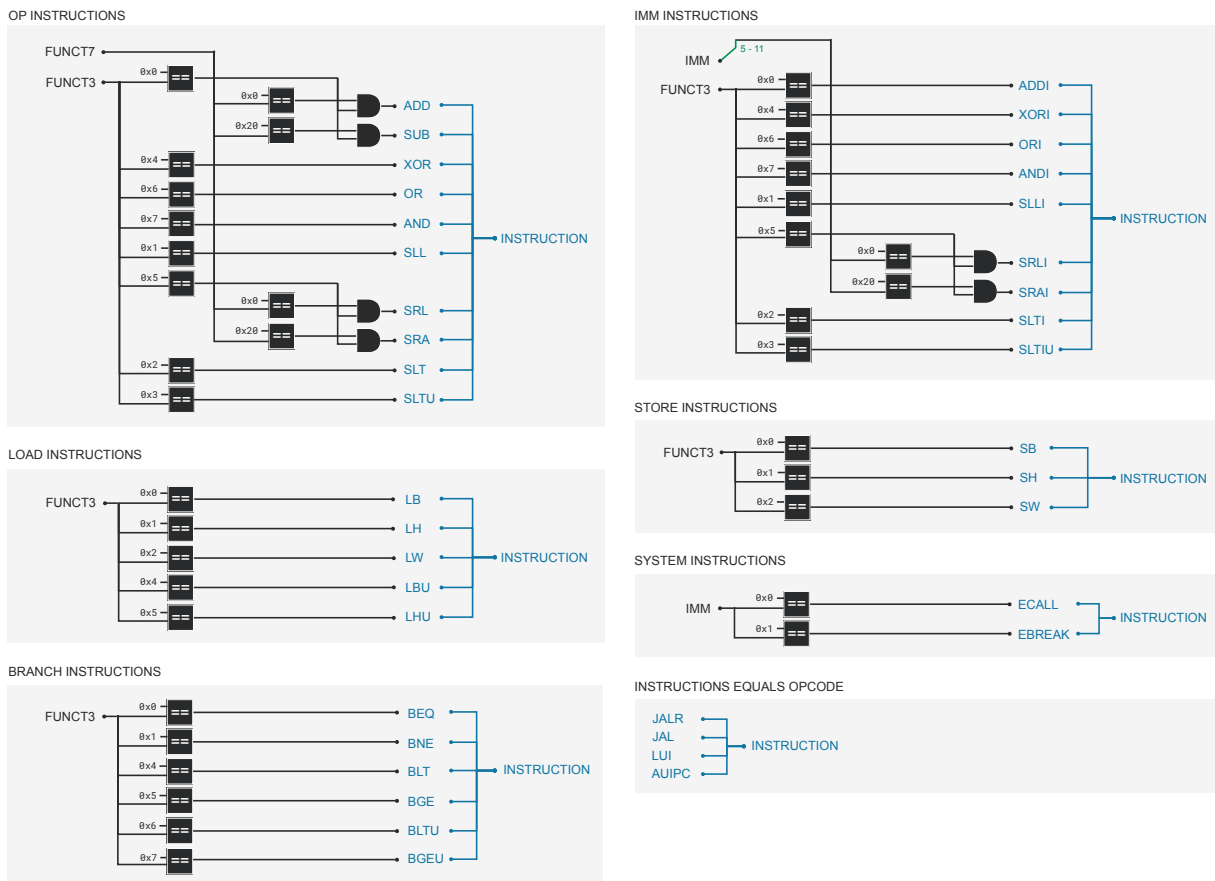 OP INSTRUCTIONS
FUNCT7
FUNCT3
0x0 ==
0x0 ==
ADD
0x20 ==
SUB
0x4 ==
XOR
0x6 ==
OR
0x7 ==
AND
INSTRUCTION
0x1 ==
SLL
0x5 ==
0x0 ==
SRL
0x20 ==
SRA
0x2 ==
SLT
0x3 ==
SLTU
LOAD INSTRUCTIONS
FUNCT3
0x0 ==
LB
0x1 ==
LH
0x2 ==
LW
INSTRUCTION
0x4 ==
LBU
0x5 ==
LHU
BRANCH INSTRUCTIONS
FUNCT3
0x0 ==
BEQ
0x1 ==
BNE
0x4 ==
BLT
INSTRUCTION
0x5 ==
BGE
0x6 ==
BLTU
0x7 ==
BGEU
IMM INSTRUCTIONS
5 - 11
IMM
FUNCT3
0x0 ==
ADDI
0x4 ==
XORI
0x6 ==
ORI
0x7 ==
ANDI
0x1 ==
SLLI
INSTRUCTION
0x5 ==
0x0 ==
SRLI
0x20 ==
SRAI
0x2 ==
SLTI
0x3 ==
SLTIU
STORE INSTRUCTIONS
FUNCT3
0x0 ==
SB
0x1 ==
SH
INSTRUCTION
0x2 ==
SW
SYSTEM INSTRUCTIONS
IMM
0x0 ==
ECALL
INSTRUCTION
0x1 ==
EBREAK
INSTRUCTIONS EQUALS OPCODE
JALR
JAL
INSTRUCTION
LUI
AUIPC